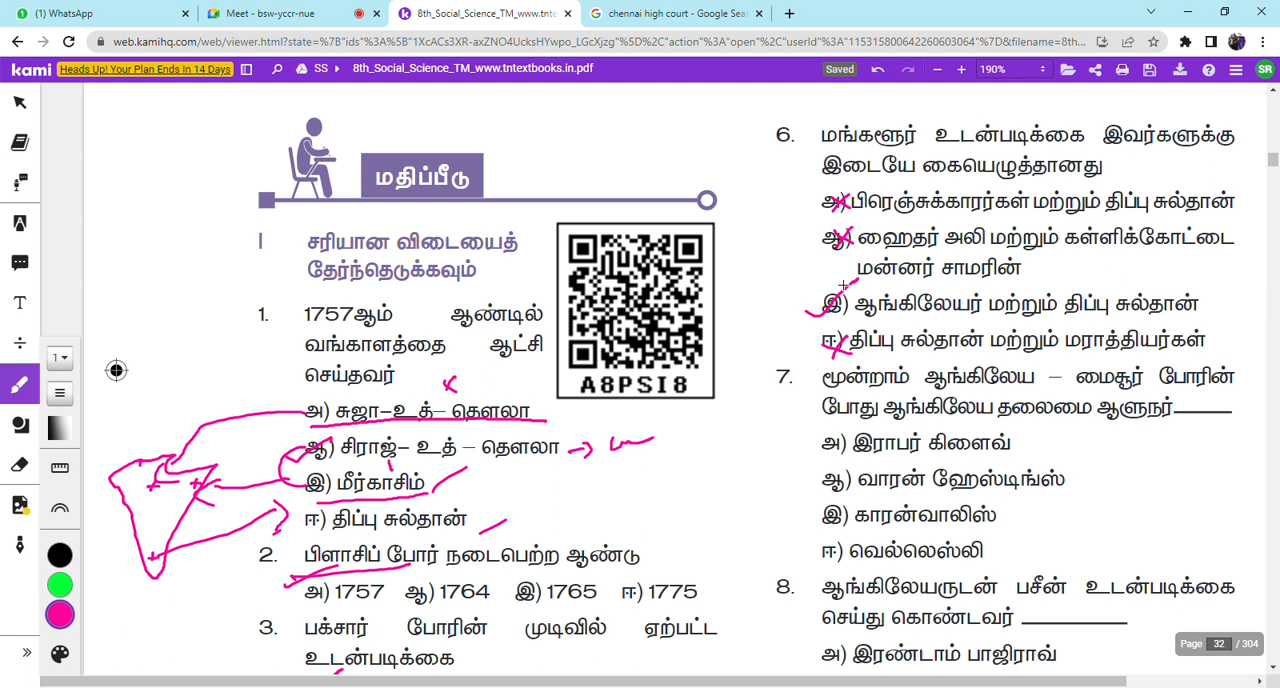 (1) WhatsApp
Meet - bsw-yccr-nue
8th_Social_Science_TM_www.tnte
chennai high court - Google Sear
web.kamihq.com/web/viewer.html?state=%7B"ids"%3A%5B"1XcACs3XR-axZNO4UcksHYwpo_LGcXjzg"%5D%2C"action"%3A"open"%2C"userId"%3A"115315800642260603064"%7D&filename=8th...
kami
Heads Up! Your Plan Ends In 14 Days
SS
8th_Social_Science_TM_www.tntextbooks.in.pdf
Saved
190%
SR
மதிப்பீடு
I சரியான விடையைத்
தேர்ந்தெடுக்கவும்
A8PSI8
1. 1757ஆம் ஆண்டில்
வங்காளத்தை ஆட்சி
செய்தவர்
அ) சுஜா-உத்- தௌலா
ஆ) சிராஜ்- உத் - தௌலா
இ) மீர்காசிம்
ஈ) திப்பு சுல்தான்
2. பிளாசிப் போர் நடைபெற்ற ஆண்டு
அ) 1757 ஆ) 1764 இ) 1765 ஈ) 1775
3. பக்சார் போரின் முடிவில் ஏற்பட்ட
உடன்படிக்கை
6. மங்களூர் உடன்படிக்கை இவர்களுக்கு
இடையே கையெழுத்தானது
அ) பிரெஞ்சுக்காரர்கள் மற்றும் திப்பு சுல்தான்
ஆ) ஹைதர் அலி மற்றும் கள்ளிக்கோட்டை
மன்னர் சாமரின்
இ) ஆங்கிலேயர் மற்றும் திப்பு சுல்தான்
ஈ) திப்பு சுல்தான் மற்றும் மராத்தியர்கள்
7. மூன்றாம் ஆங்கிலேய – மைசூர் போரின்
போது ஆங்கிலேய தலைமை ஆளுநர்______
அ) இராபர் கிளைவ்
ஆ) வாரன் ஹேஸ்டிங்ஸ்
இ) காரன்வாலிஸ்
ஈ) வெல்லெஸ்லி
8. ஆங்கிலேயருடன் பசீன் உடன்படிக்கை
செய்து கொண்டவர் __________
அ) இரண்டாம் பாஜிராவ்
Page 32 / 304
1